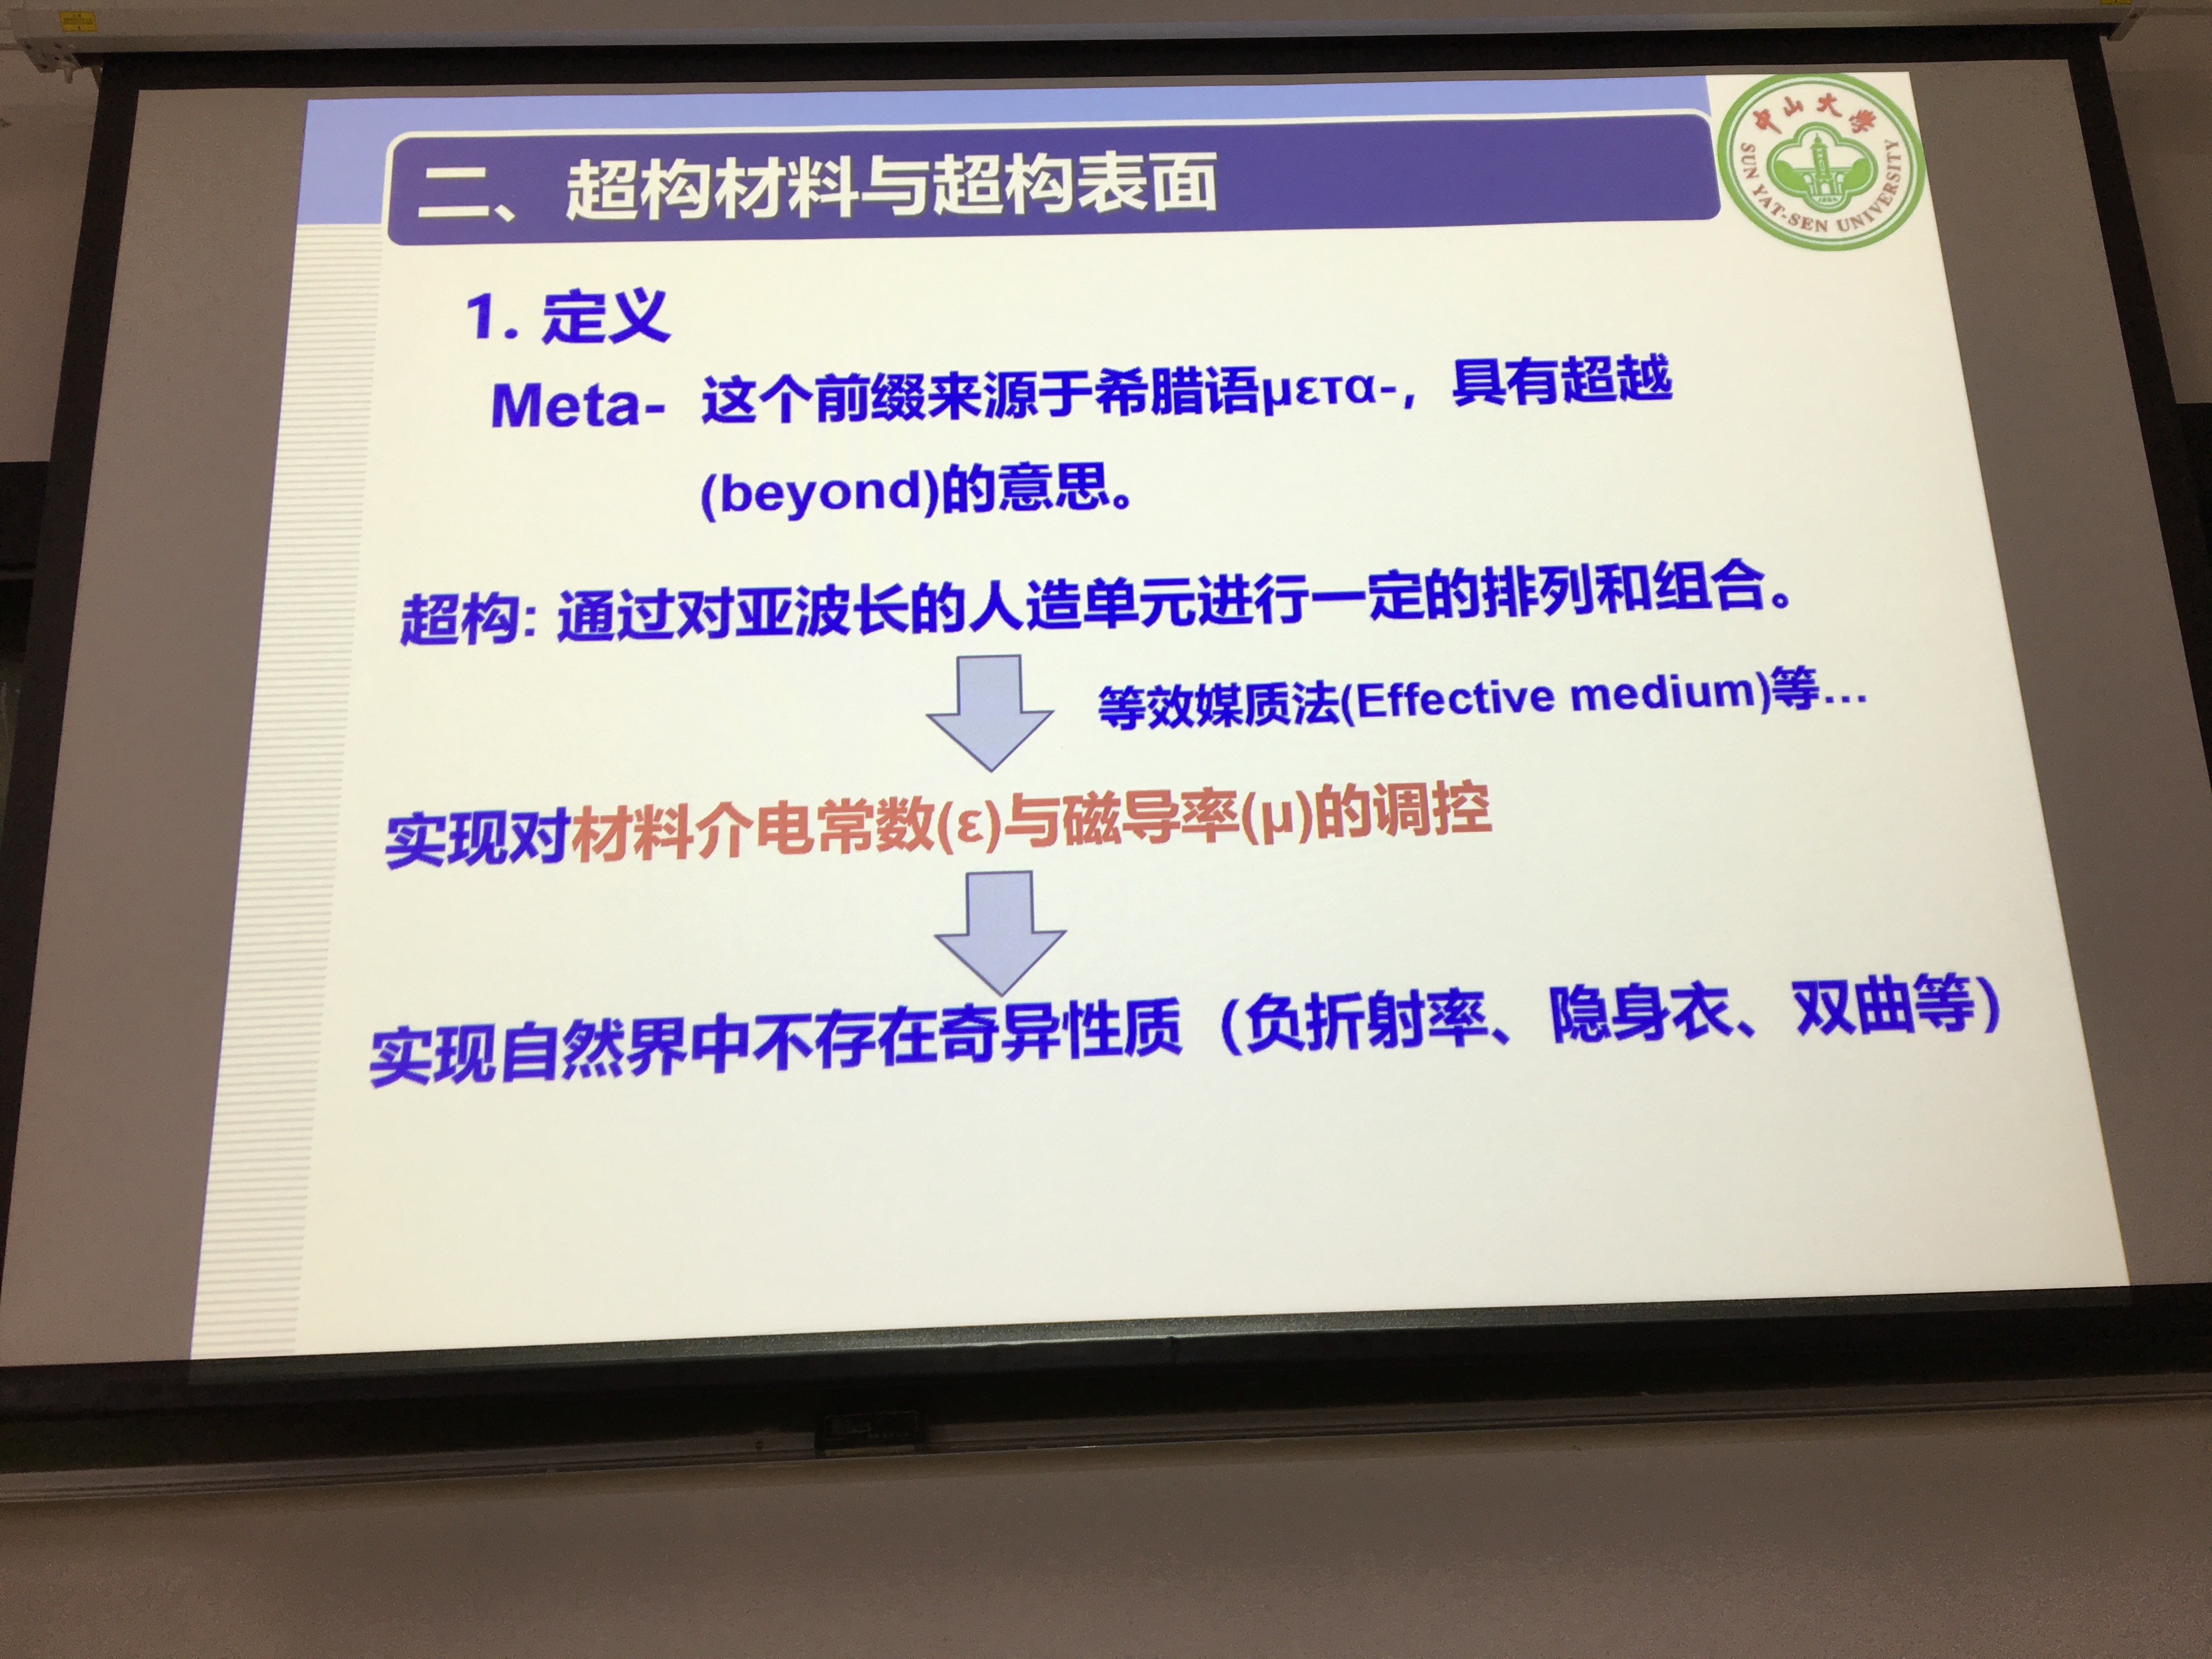 二、超构材料与超构表面
中山大学
SUN YAT-SEN UNIVERSITY
1. 定义
Meta- 这个前缀来源于希腊语μετα-，具有超越
(beyond)的意思。
超构: 通过对亚波长的人造单元进行一定的排列和组合。
等效媒质法(Effective medium)等…
实现对材料介电常数(ε)与磁导率(μ)的调控
实现自然界中不存在奇异性质（负折射率、隐身衣、双曲等）